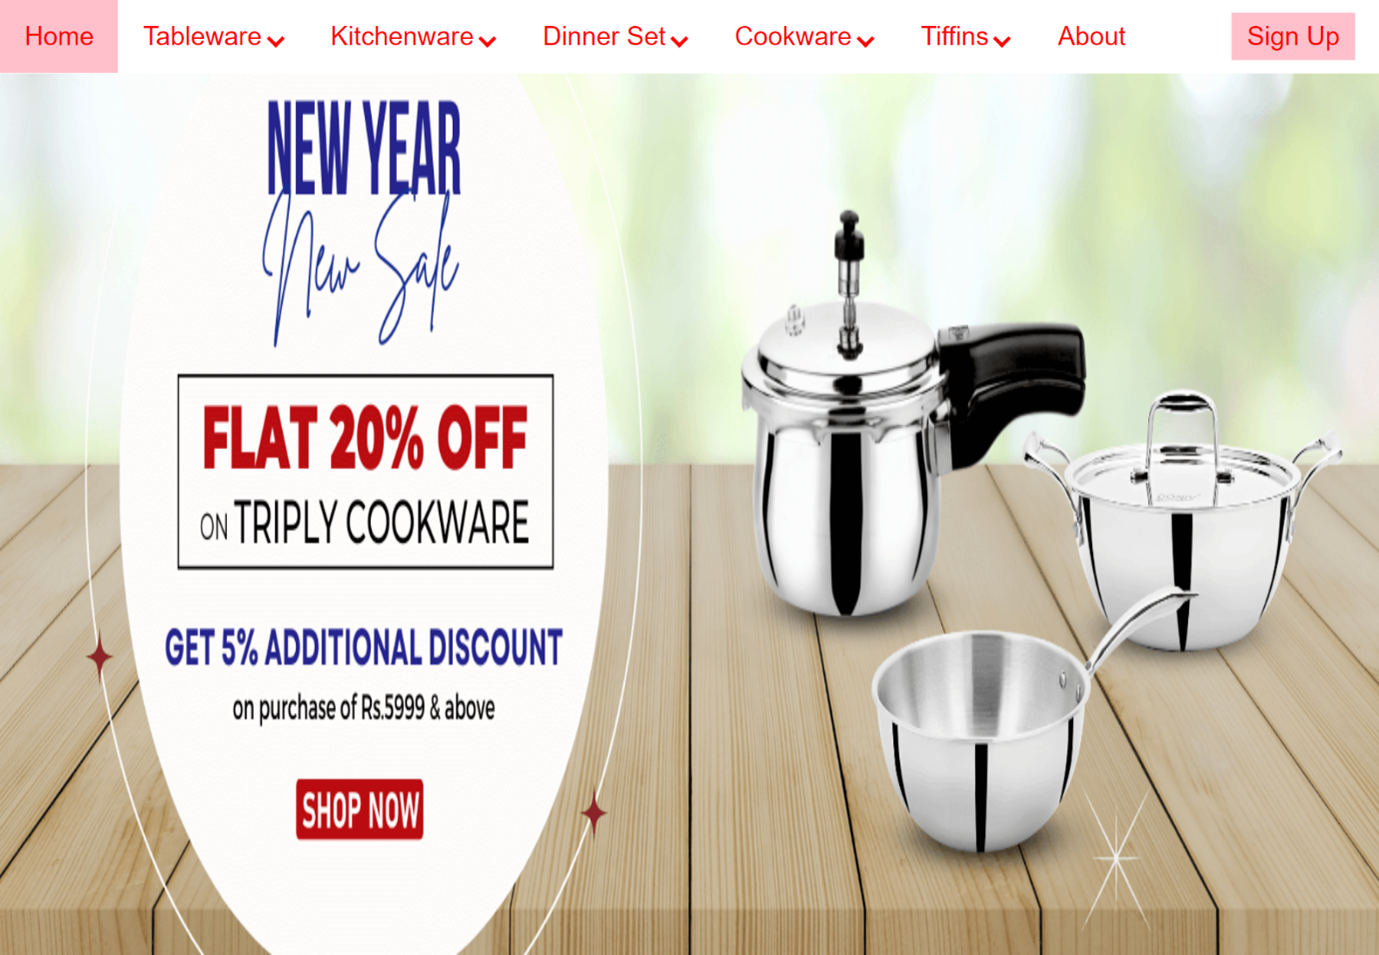 Home Tableware Kitchenware Dinner Set Cookware Tiffins About Sign Up
NEW YEAR
New Sale
FLAT 20% OFF
ON TRIPLY COOKWARE
GET 5% ADDITIONAL DISCOUNT
on purchase of Rs.5999 & above
SHOP NOW